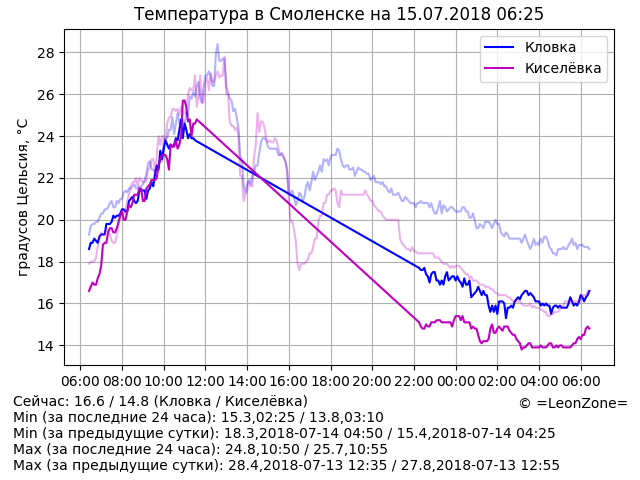 Температура в Смоленске на 15.07.2018 06:25
градусов Цельсия, °C
28
26
24
22
20
18
16
14
Кловка
Киселёвка
06:00 08:00 10:00 12:00 14:00 16:00 18:00 20:00 22:00 00:00 02:00 04:00 06:00
Сейчас: 16.6 / 14.8 (Кловка / Киселёвка)
© =LeonZone=
Min (за последние 24 часа): 15.3,02:25 / 13.8,03:10
Min (за предыдущие сутки): 18.3,2018-07-14 04:50 / 15.4,2018-07-14 04:25
Max (за последние 24 часа): 24.8,10:50 / 25.7,10:55
Max (за предыдущие сутки): 28.4,2018-07-13 12:35 / 27.8,2018-07-13 12:55